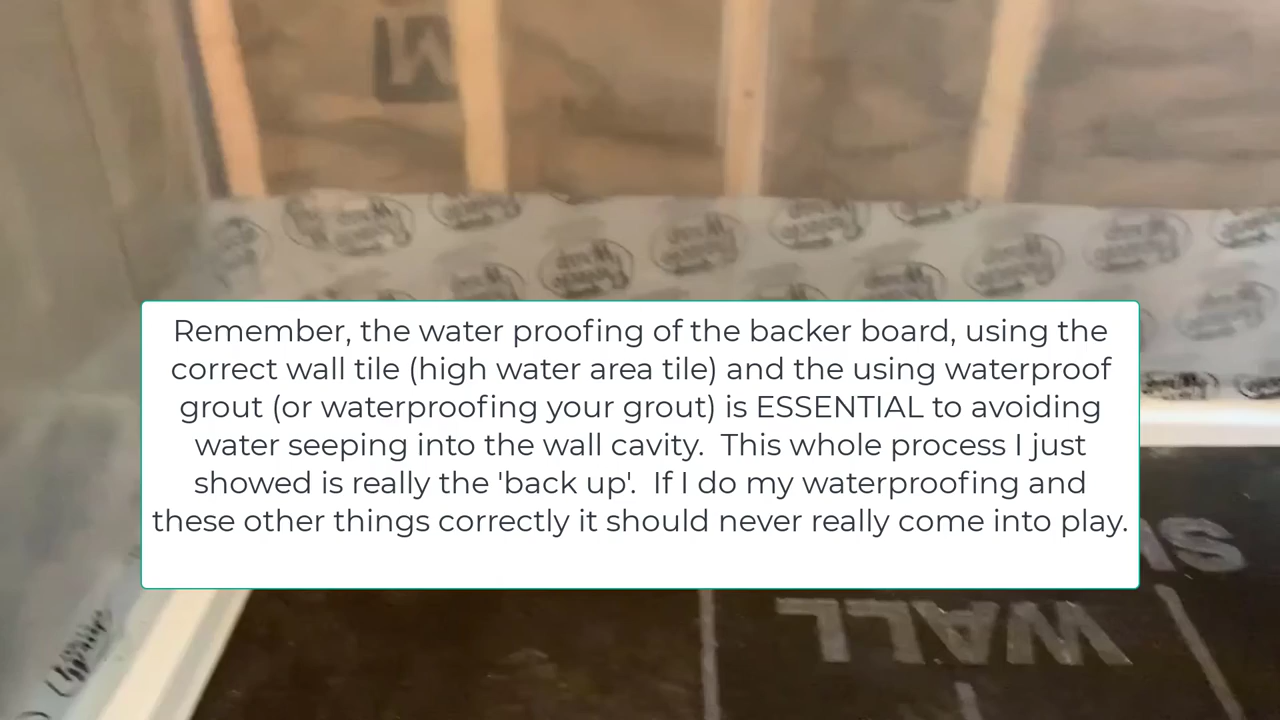 Remember, the water proofing of the backer board, using the
correct wall tile (high water area tile) and the using waterproof
grout (or waterproofing your grout) is ESSENTIAL to avoiding
water seeping into the wall cavity.  This whole process I just
showed is really the 'back up'.  If I do my waterproofing and
these other things correctly it should never really come into play.
WALL